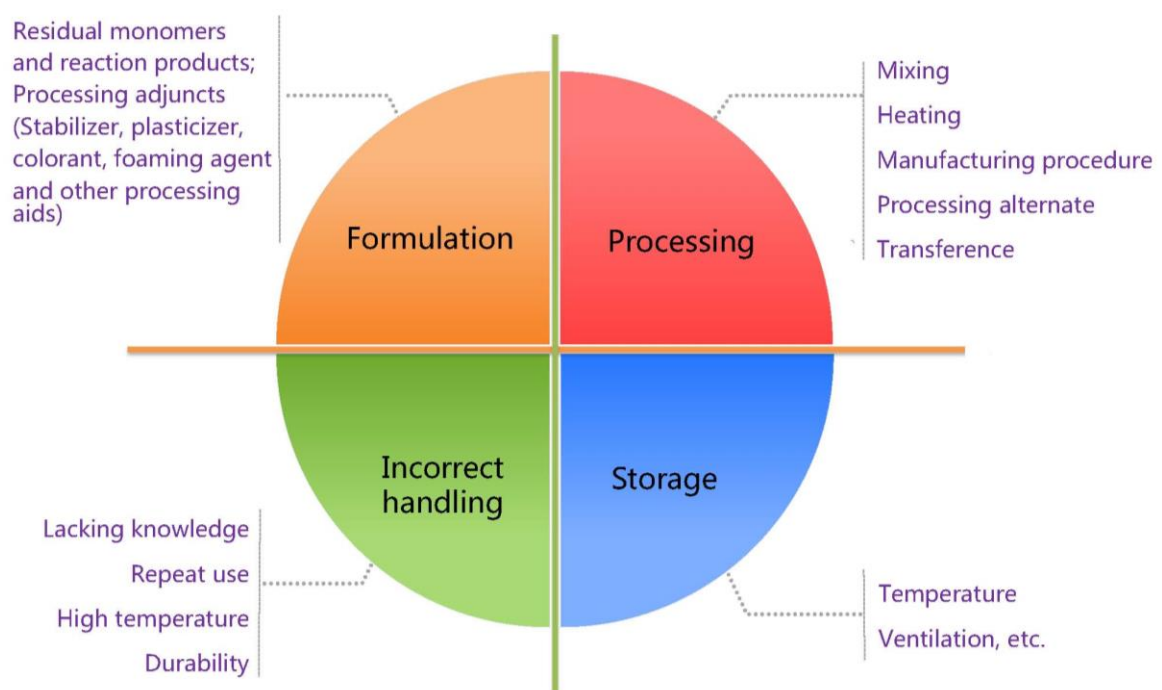 Residual monomers
and reaction products;
Processing adjuncts
(Stabilizer, plasticizer,
colorant, foaming agent
and other processing
aids)
Formulation
Processing
Mixing
Heating
Manufacturing procedure
Processing alternate
Transference
Incorrect
handling
Storage
Lacking knowledge
Repeat use
High temperature
Durability
Temperature
Ventilation, etc.